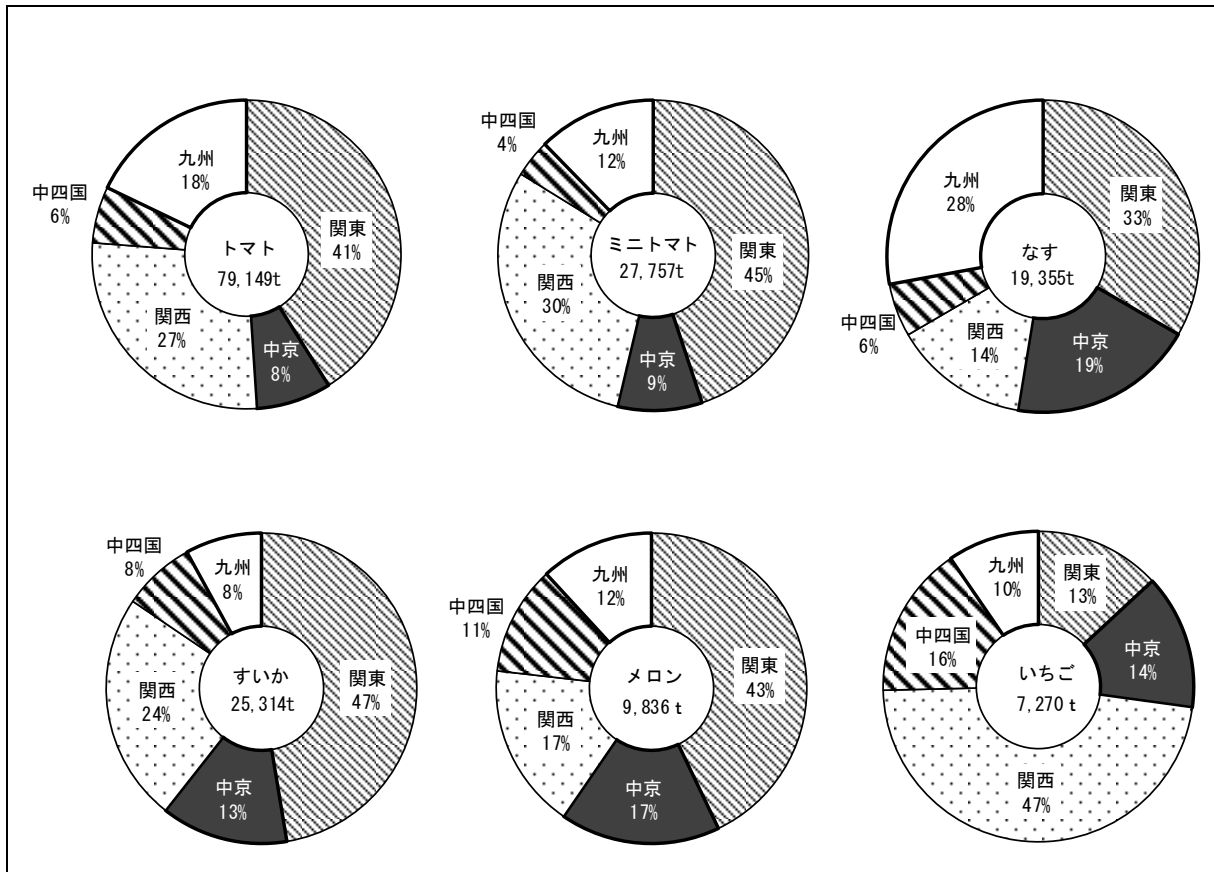 トマト
79,149t
関東
41%
中京
8%
関西
27%
中四国
6%
九州
18%
ミニトマト
27,757t
関東
45%
中京
9%
関西
30%
中四国
4%
九州
12%
なす
19,355t
関東
33%
中京
19%
関西
14%
中四国
6%
九州
28%
すいか
25,314t
関東
47%
中京
13%
関西
24%
中四国
8%
九州
8%
メロン
9,836 t
関東
43%
中京
17%
関西
17%
中四国
11%
九州
12%
いちご
7,270 t
関東
13%
中京
14%
関西
47%
中四国
16%
九州
10%